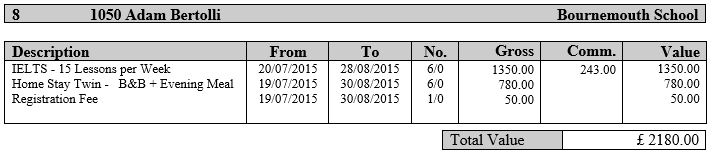 8 1050 Adam Bertolli Bournemouth School
Description From To No. Gross Comm. Value
IELTS - 15 Lessons per Week 20/07/2015 28/08/2015 6/0 1350.00 243.00 1350.00
Home Stay Twin - B&B + Evening Meal 19/07/2015 30/08/2015 6/0 780.00 780.00
Registration Fee 19/07/2015 30/08/2015 1/0 50.00 50.00
Total Value £ 2180.00